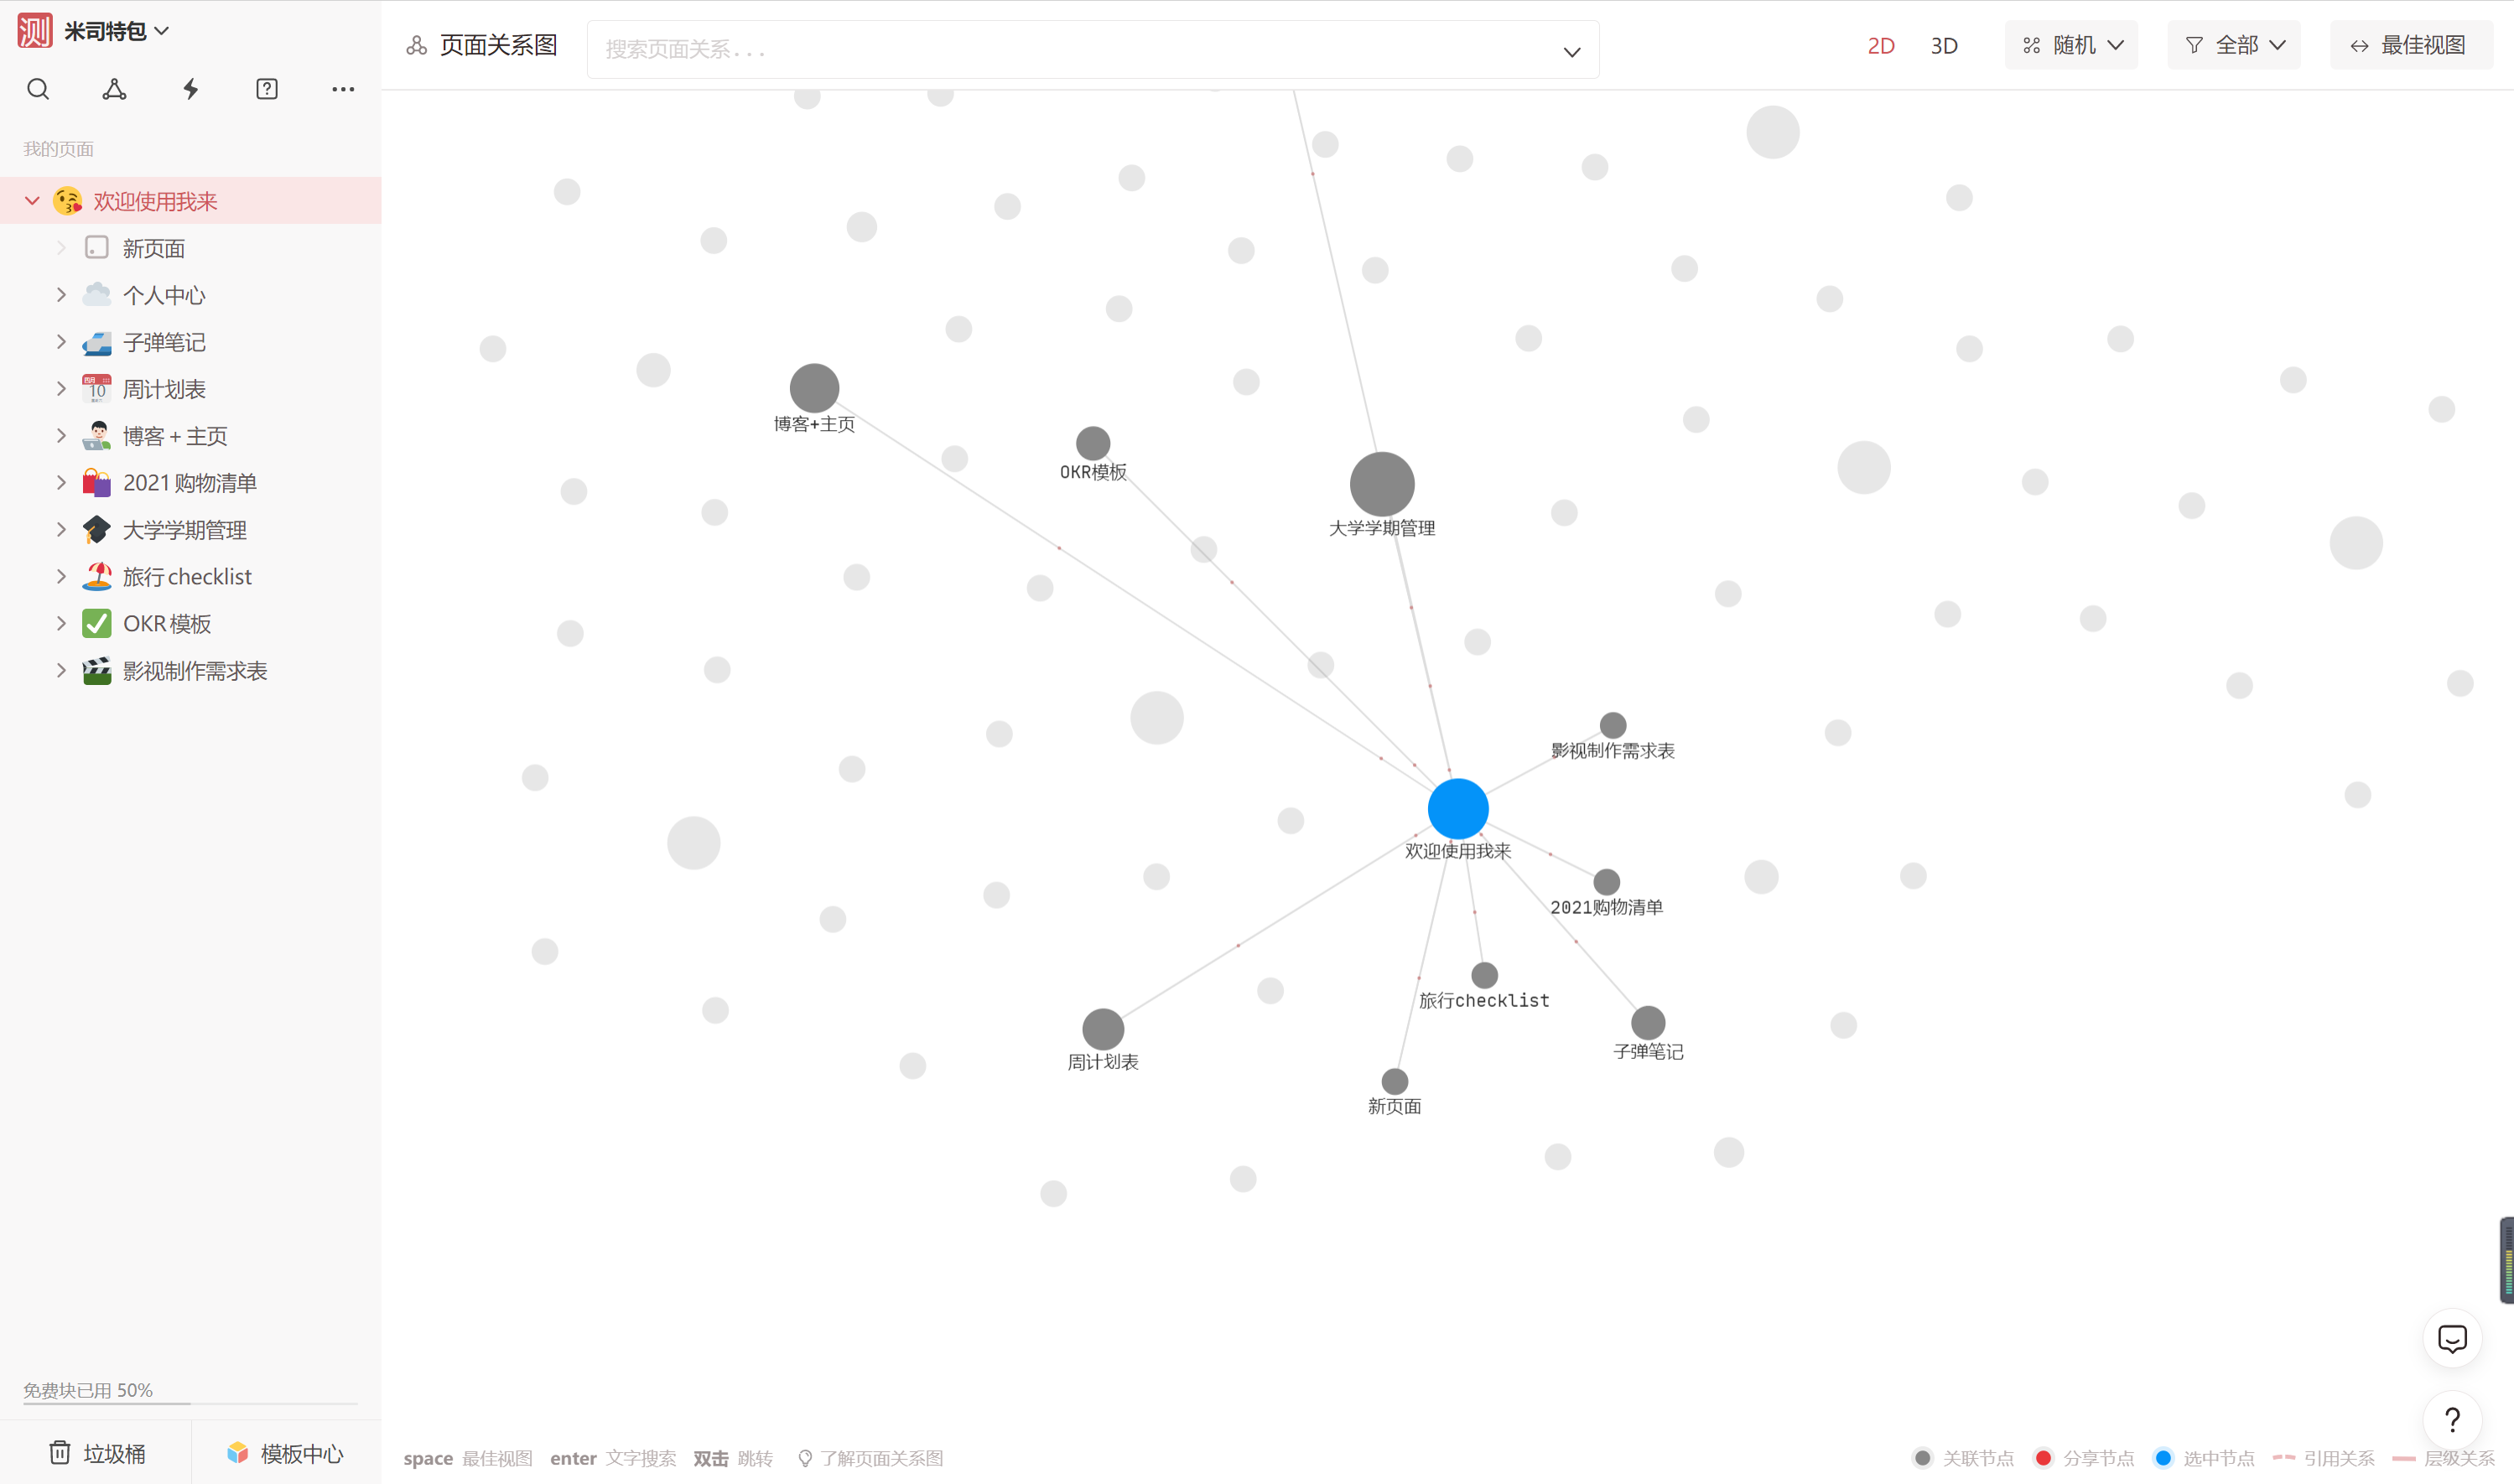 测 米司特包
我的页面
欢迎使用我来
新页面
个人中心
子弹笔记
周计划表
博客 + 主页
2021 购物清单
大学学期管理
旅行 checklist
OKR 模板
影视制作需求表
免费块已用 50%
垃圾桶 模板中心
页面关系图 搜索页面关系... 2D 3D 随机 全部 最佳视图
博客+主页
OKR模板
大学学期管理
影视制作需求表
欢迎使用我来
2021购物清单
旅行checklist
子弹笔记
周计划表
新页面
space 最佳视图 enter 文字搜索 双击 跳转 了解页面关系图
关联节点 分享节点 选中节点 引用关系 层级关系